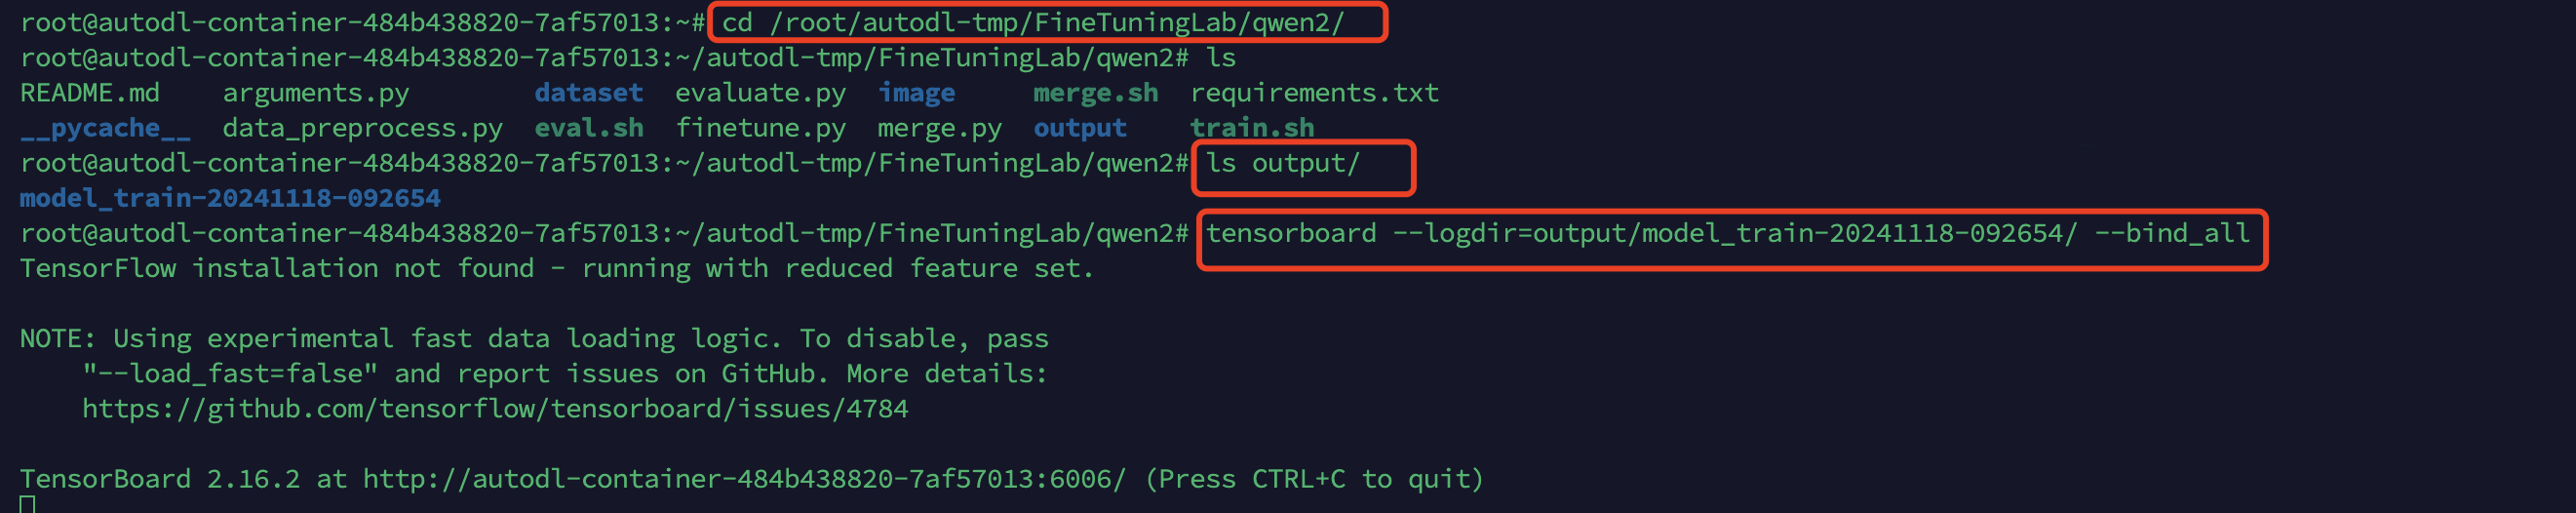 root@autodl-container-484b438820-7af57013:~# cd /root/autodl-tmp/FineTuningLab/qwen2/
root@autodl-container-484b438820-7af57013:~/autodl-tmp/FineTuningLab/qwen2# ls
README.md    arguments.py        dataset  evaluate.py  image     merge.sh  requirements.txt
__pycache__  data_preprocess.py  eval.sh  finetune.py  merge.py  output    train.sh
root@autodl-container-484b438820-7af57013:~/autodl-tmp/FineTuningLab/qwen2# ls output/
model_train-20241118-092654
root@autodl-container-484b438820-7af57013:~/autodl-tmp/FineTuningLab/qwen2# tensorboard --logdir=output/model_train-20241118-092654/ --bind_all
TensorFlow installation not found - running with reduced feature set.
NOTE: Using experimental fast data loading logic. To disable, pass
    "--load_fast=false" and report issues on GitHub. More details:
    https://github.com/tensorflow/tensorboard/issues/4784
TensorBoard 2.16.2 at http://autodl-container-484b438820-7af57013:6006/ (Press CTRL+C to quit)